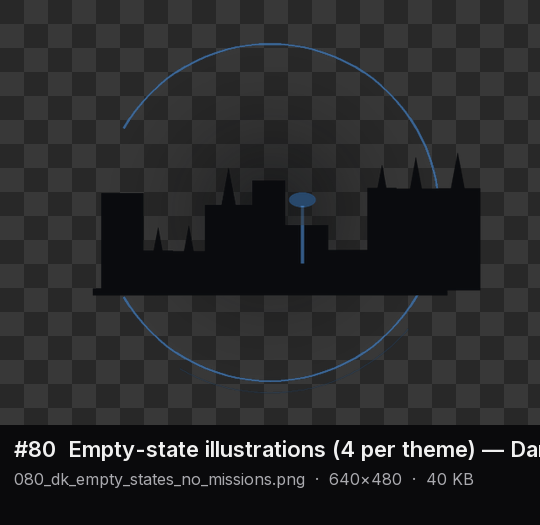 #80 Empty-state illustrations (4 per theme) — Da
080_dk_empty_states_no_missions.png · 640×480 · 40 KB